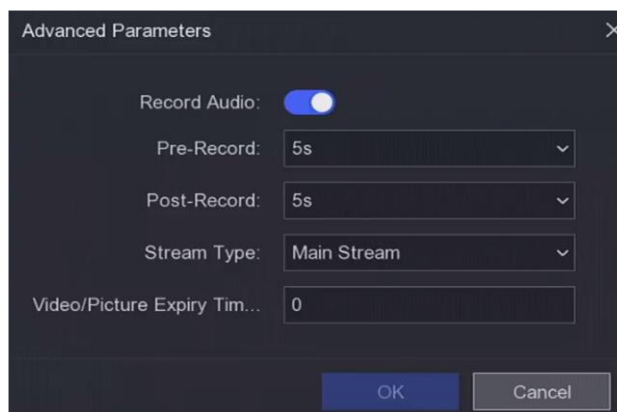 Advanced Parameters
Record Audio:
Pre-Record: 5s
Post-Record: 5s
Stream Type: Main Stream
Video/Picture Expiry Tim... 0
OK Cancel